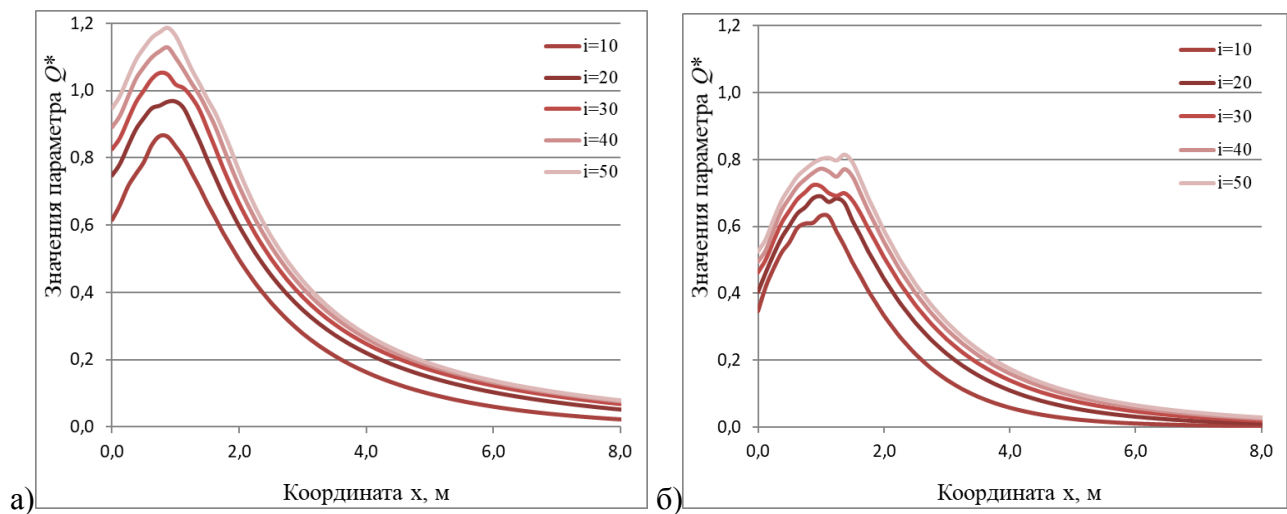 Значения параметра Q*
1,2
1,0
0,8
0,6
0,4
0,2
0,0
0,0 2,0 4,0 6,0 8,0
Координата х, м
i=10
i=20
i=30
i=40
i=50
а)
Значения параметра Q*
1,2
1,0
0,8
0,6
0,4
0,2
0,0
0,0 2,0 4,0 6,0 8,0
Координата х, м
i=10
i=20
i=30
i=40
i=50
б)